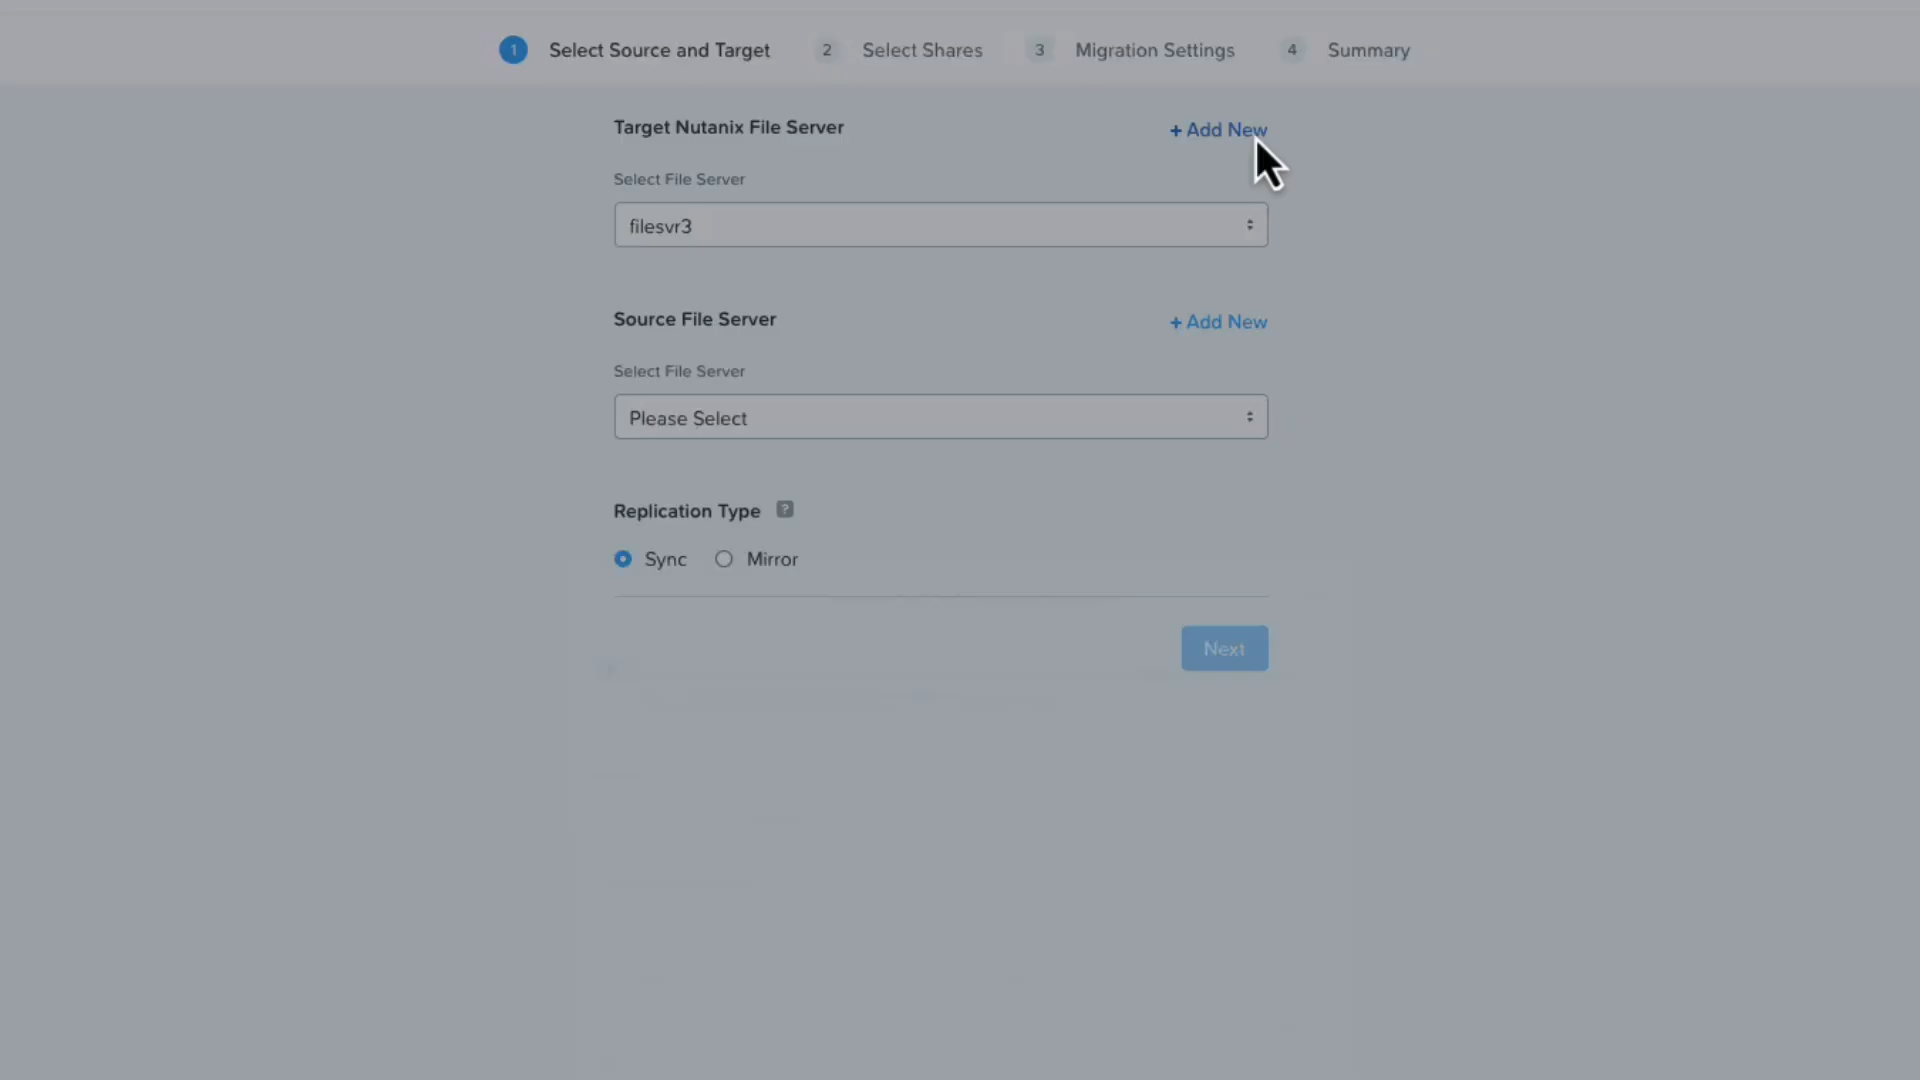 1 Select Source and Target 2 Select Shares 3 Migration Settings 4 Summary
Target Nutanix File Server + Add New
Select File Server
filesvr3
Source File Server + Add New
Select File Server
Please Select
Replication Type ?
Sync Mirror
Next